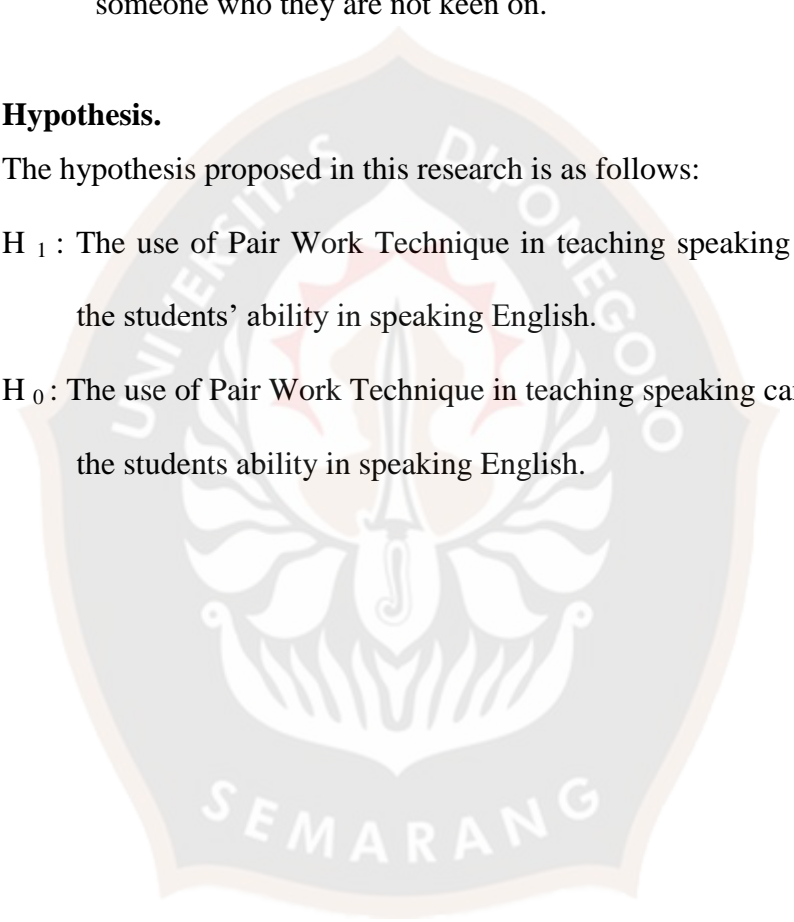 someone who they are not keen on.
Hypothesis.
The hypothesis proposed in this research is as follows:
H 1 : The use of Pair Work Technique in teaching speaking
the students’ ability in speaking English.
H 0 : The use of Pair Work Technique in teaching speaking
the students ability in speaking English.
UNIVERSITAS DIPONEGORO
SEMARANG